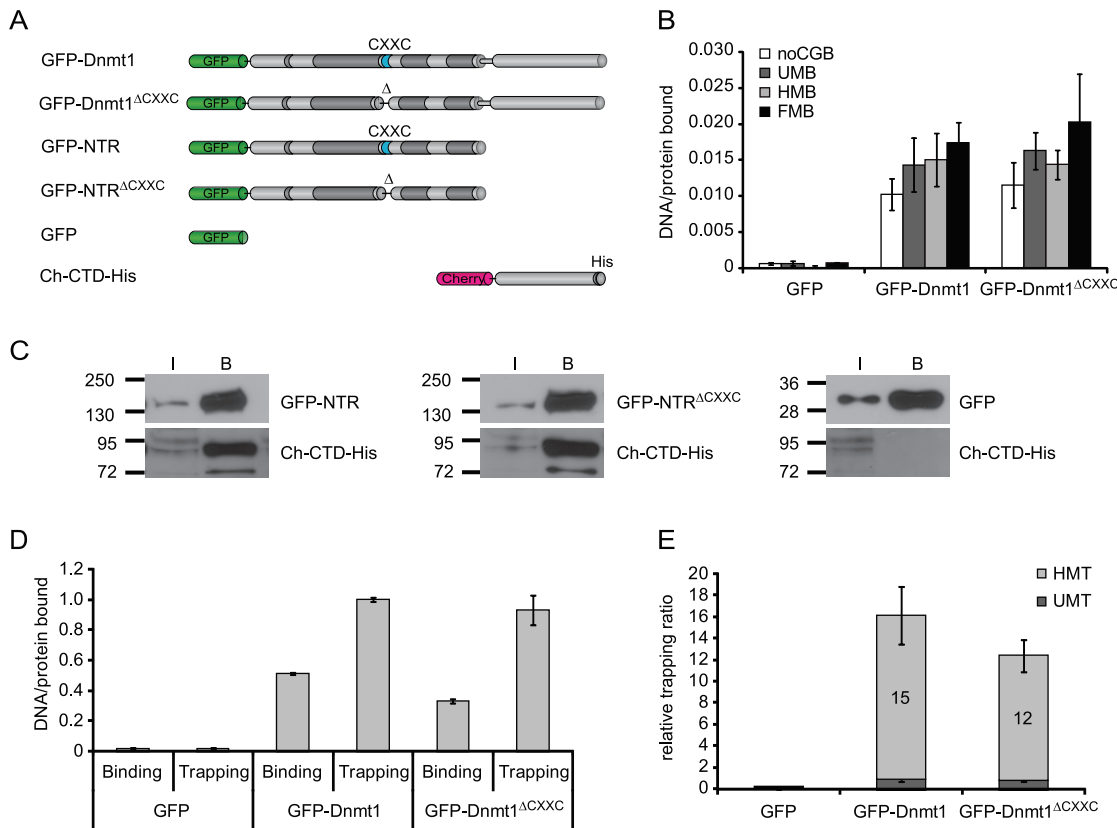 A
CXXC
GFP-Dnmt1
GFP
Δ
GFP-Dnmt1ΔCXXC
GFP
CXXC
GFP-NTR
GFP
Δ
GFP-NTRΔCXXC
GFP
GFP
GFP
His
Ch-CTD-His
Cherry
B
DNA/protein bound
0.030
0.025
0.020
0.015
0.010
0.005
0
noCGB
UMB
HMB
FMB
GFP
GFP-Dnmt1
GFP-Dnmt1ΔCXXC
C
I B
250
130
GFP-NTR
95
72
Ch-CTD-His
I B
250
130
GFP-NTRΔCXXC
95
72
Ch-CTD-His
I B
36
28
GFP
95
72
Ch-CTD-His
D
DNA/protein bound
1.2
1.0
0.8
0.6
0.4
0.2
0
Binding Trapping Binding Trapping Binding Trapping
GFP GFP-Dnmt1 GFP-Dnmt1ΔCXXC
E
relative trapping ratio
20
18
16
14
12
10
8
6
4
2
0
HMT
UMT
15
12
GFP GFP-Dnmt1 GFP-Dnmt1ΔCXXC